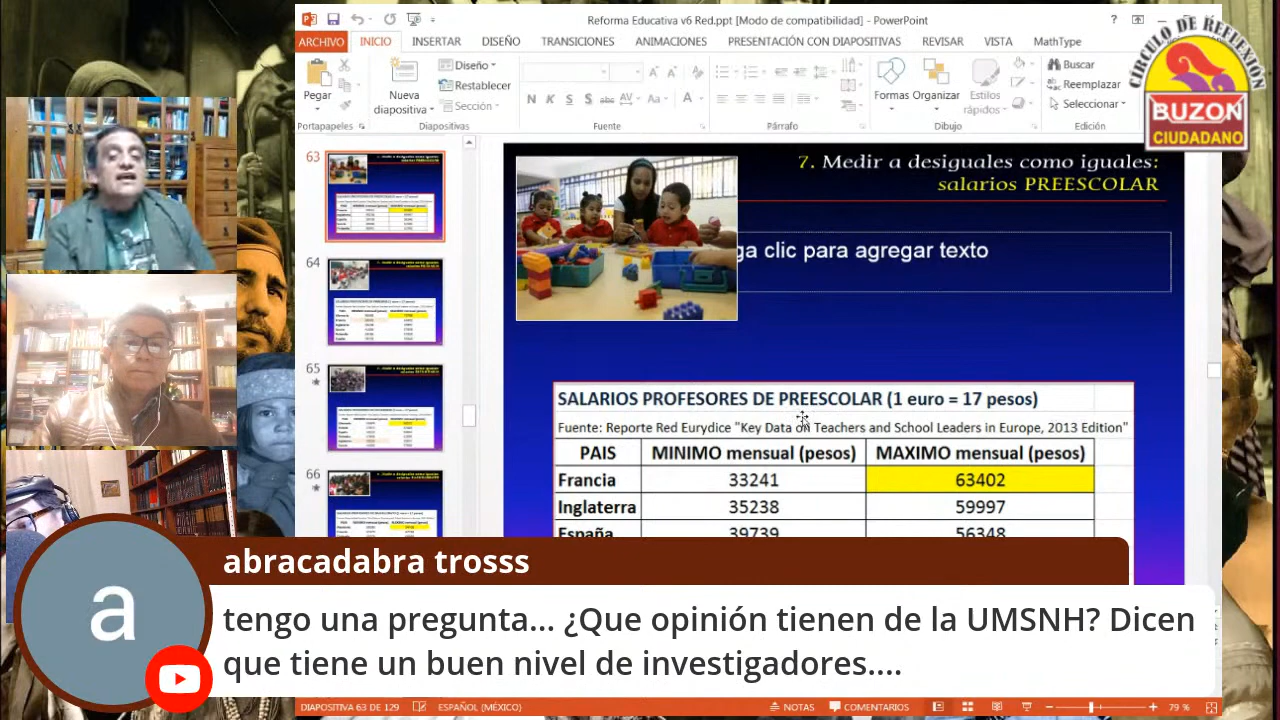 Reforma Educativa v6 Red.ppt [Modo de compatibilidad] - PowerPoint
ARCHIVO INICIO INSERTAR DISEÑO TRANSICIONES ANIMACIONES PRESENTACIÓN CON DIAPOSITIVAS REVISAR VISTA MathType
Pegar
Nueva diapositiva
Diseño
Restablecer
Sección
N K S S abc AV Aa A
Formas Organizar Estilos rápidos
Buscar
Reemplazar
Seleccionar
Portapapeles Diapositivas Fuente Párrafo Dibujo Edición
CIRCULO DE REFLEXIÓN
BUZON
CIUDADANO
63
64
65
66
7. Medir a desiguales como iguales:
salarios PREESCOLAR
ga clic para agregar texto
SALARIOS PROFESORES DE PREESCOLAR (1 euro = 17 pesos)
Fuente: Reporte Red Eurydice "Key Data on Teachers and School Leaders in Europe, 2013 Edition"
PAIS MINIMO mensual (pesos) MAXIMO mensual (pesos)
Francia 33241 63402
Inglaterra 35238 59997
España 39739 56348
a
abracadabra trosss
tengo una pregunta... ¿Que opinión tienen de la UMSNH? Dicen
que tiene un buen nivel de investigadores....
DIAPOSITIVA 63 DE 129 ESPAÑOL (MÉXICO) NOTAS COMENTARIOS 79 %